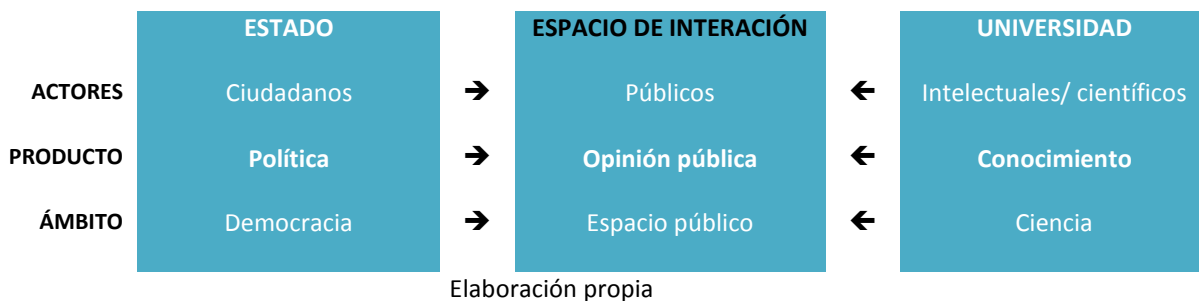 ESTADO ESPACIO DE INTERACIÓN UNIVERSIDAD
ACTORES Ciudadanos → Públicos ← Intelectuales/ científicos
PRODUCTO Política → Opinión pública ← Conocimiento
ÁMBITO Democracia → Espacio público ← Ciencia
Elaboración propia